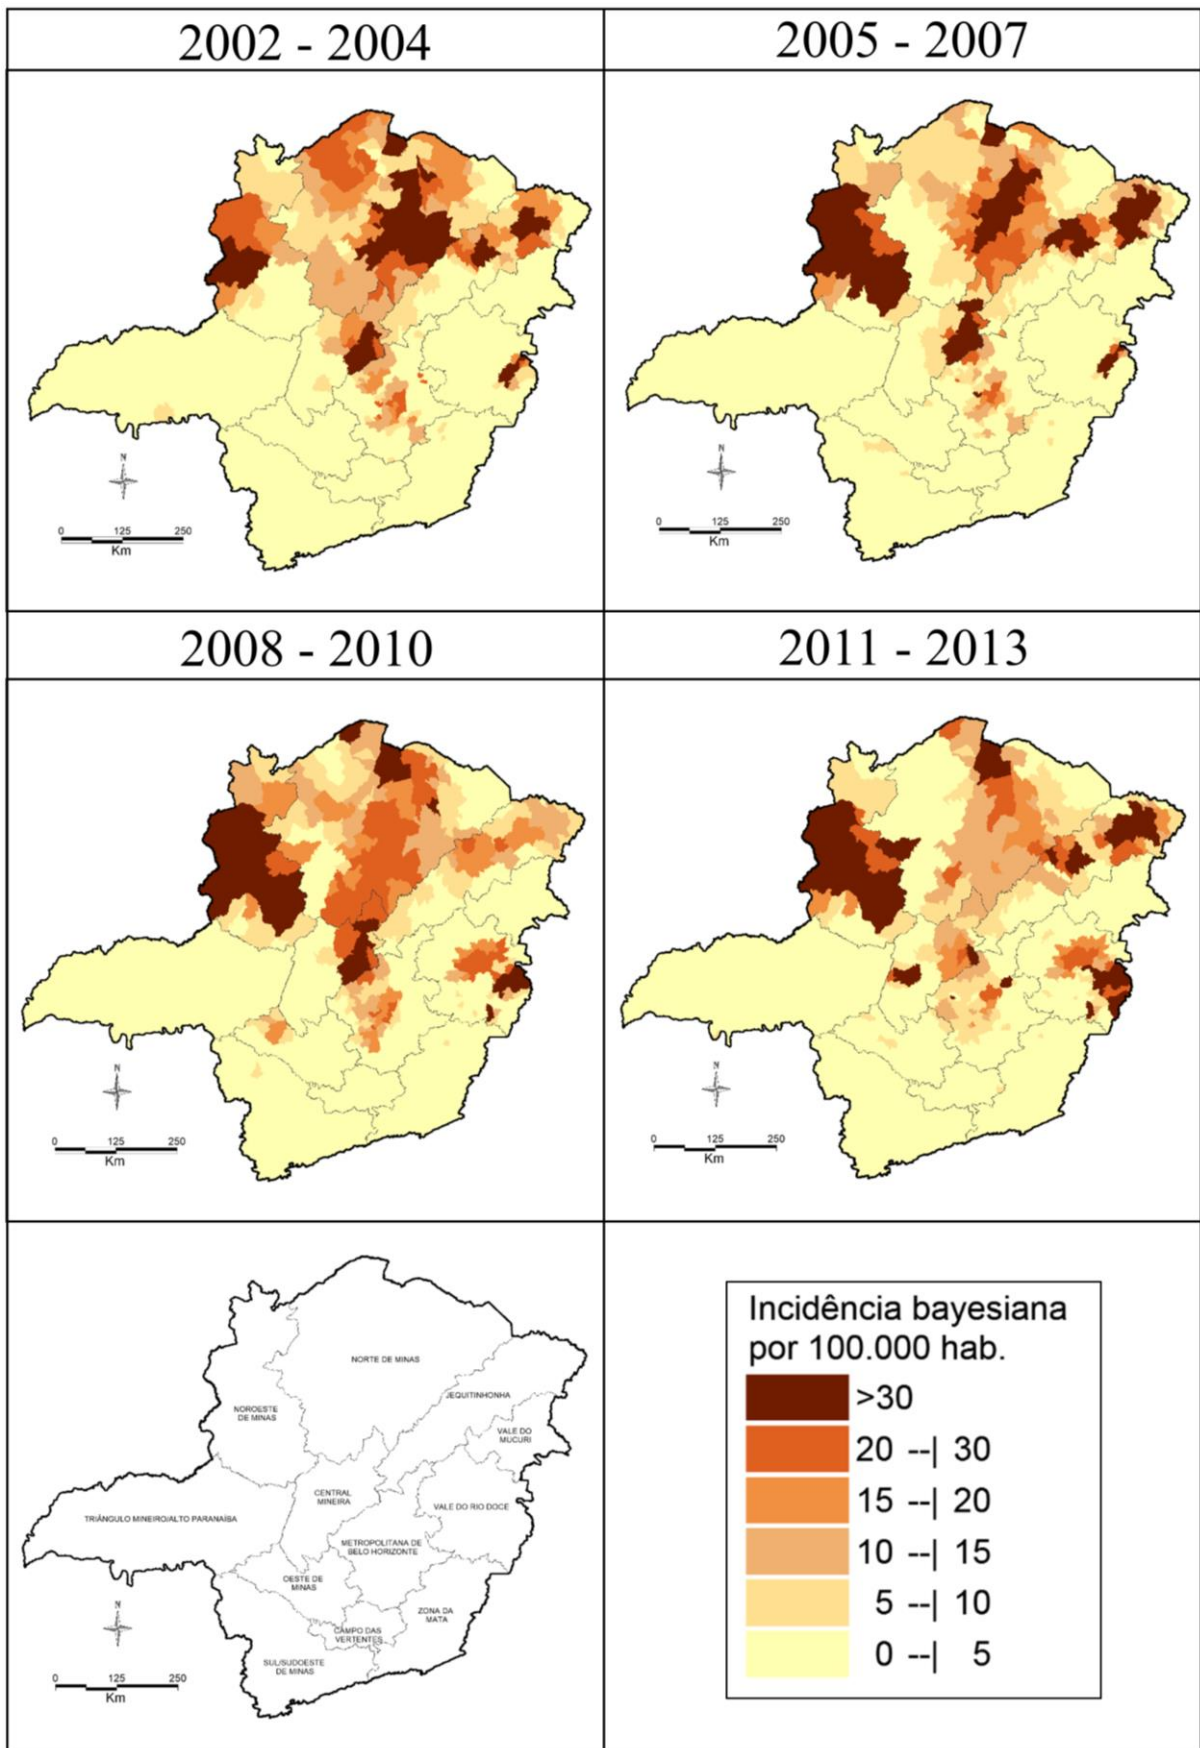 2002 - 2004
2005 - 2007
N
0 125 250
Km
N
0 125 250
Km
2008 - 2010
2011 - 2013
N
0 125 250
Km
N
0 125 250
Km
NORTE DE MINAS
JEQUITINHONHA
NOROESTE
DE MINAS
VALE DO
MUCURI
CENTRAL
MINEIRA
VALE DO RIO DOCE
TRIÂNGULO MINEIRO/ALTO PARANAÍBA
METROPOLITANA DE
BELO HORIZONTE
OESTE DE
MINAS
ZONA DA
MATA
CAMPO DAS
VERTENTES
SUL/SUDOESTE
DE MINAS
N
0 125 250
Km
Incidência bayesiana
por 100.000 hab.
>30
20 --| 30
15 --| 20
10 --| 15
5 --| 10
0 --| 5